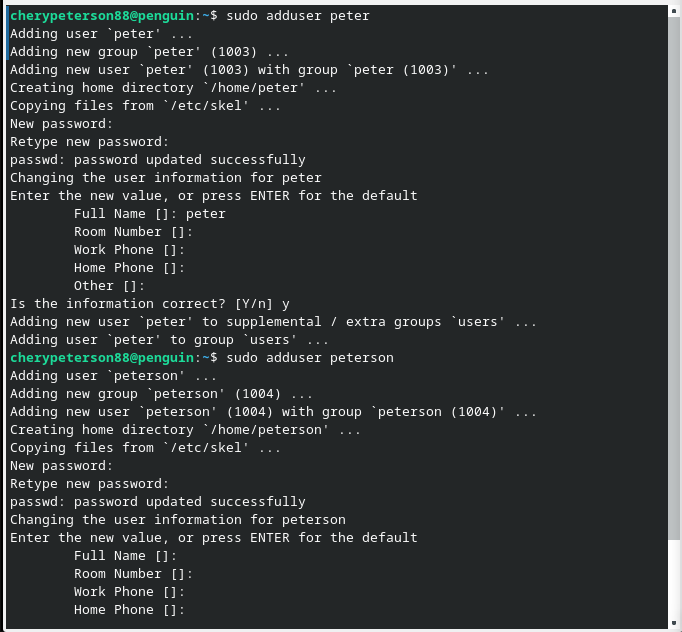 cherypeterson88@penguin:~$ sudo adduser peter
Adding user `peter' ...
Adding new group `peter' (1003) ...
Adding new user `peter' (1003) with group `peter (1003)' ...
Creating home directory `/home/peter' ...
Copying files from `/etc/skel' ...
New password:
Retype new password:
passwd: password updated successfully
Changing the user information for peter
Enter the new value, or press ENTER for the default
        Full Name []: peter
        Room Number []:
        Work Phone []:
        Home Phone []:
        Other []:
Is the information correct? [Y/n] y
Adding new user `peter' to supplemental / extra groups `users' ...
Adding user `peter' to group `users' ...
cherypeterson88@penguin:~$ sudo adduser peterson
Adding user `peterson' ...
Adding new group `peterson' (1004) ...
Adding new user `peterson' (1004) with group `peterson (1004)' ...
Creating home directory `/home/peterson' ...
Copying files from `/etc/skel' ...
New password:
Retype new password:
passwd: password updated successfully
Changing the user information for peterson
Enter the new value, or press ENTER for the default
        Full Name []:
        Room Number []:
        Work Phone []:
        Home Phone []: